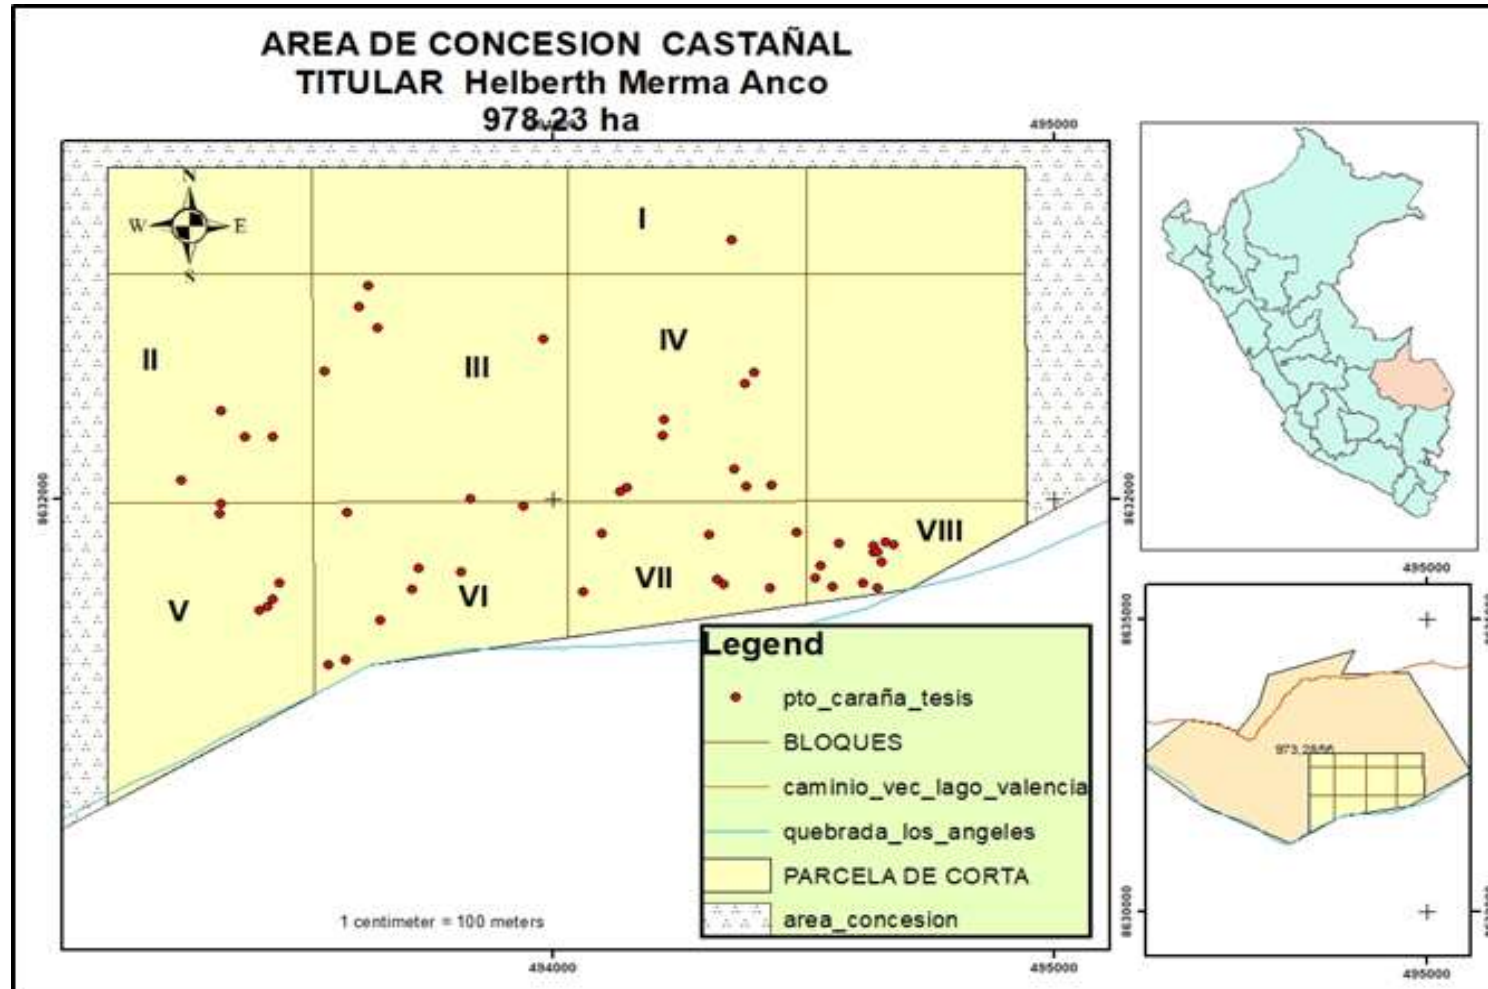 AREA DE CONCESION CASTAÑAL
TITULAR Helberth Merma Anco
978.23 ha
494000
495000
N
W
E
S
I
II
III
IV
V
VI
VII
VIII
8632000
8632000
Legend
pto_caraña_tesis
BLOQUES
caminio_vec_lago_valencia
quebrada_los_angeles
PARCELA DE CORTA
area_concesion
1 centimeter = 100 meters
494000
495000
495000
8635000
8630000
495000